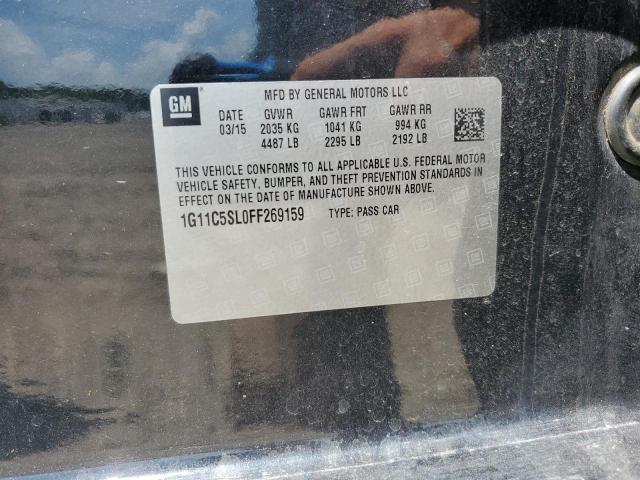 GM
MFD BY GENERAL MOTORS LLC
DATE GVWR GAWR FRT GAWR RR
03/15 2035 KG 1041 KG 994 KG
4487 LB 2295 LB 2192 LB
THIS VEHICLE CONFORMS TO ALL APPLICABLE U.S. FEDERAL MOTOR
VEHICLE SAFETY, BUMPER, AND THEFT PREVENTION STANDARDS IN
EFFECT ON THE DATE OF MANUFACTURE SHOWN ABOVE.
1G11C5SL0FF269159 TYPE: PASS CAR